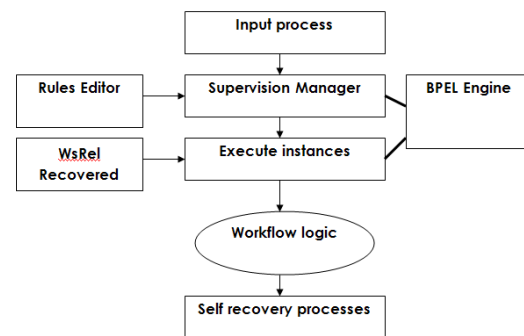 Input process
Rules Editor
Supervision Manager
BPEL Engine
WsRel
Recovered
Execute instances
Workflow logic
Self recovery processes